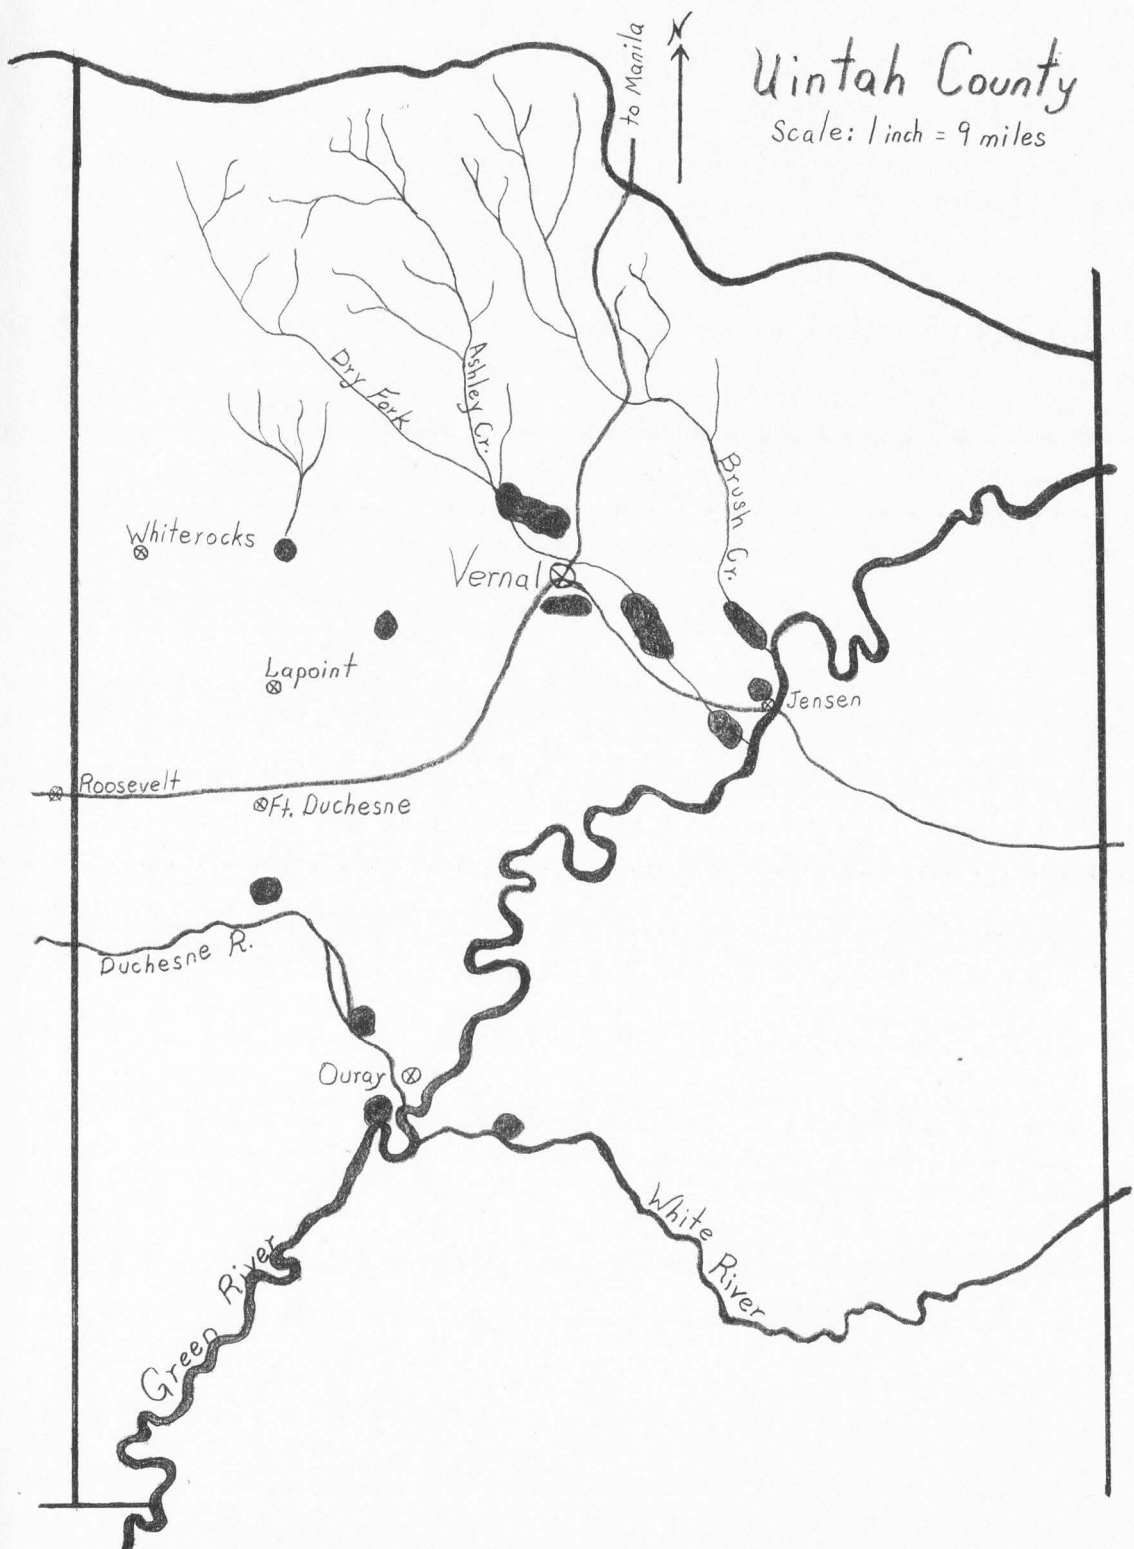 to Manila
N
Uintah County
Scale: 1 inch = 9 miles
Dry Fork
Ashley Cr.
Brush Cr.
Whiterocks
Vernal
Lapoint
Jensen
Roosevelt
Ft. Duchesne
Duchesne R.
Ouray
White River
Green River